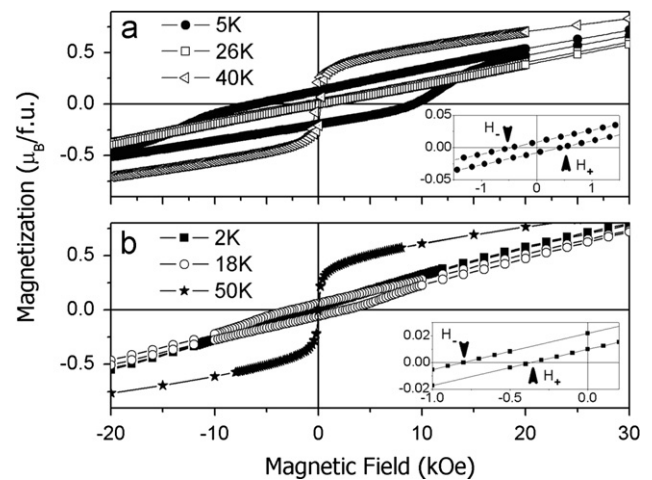 a
5K
26K
40K
0.5
0.0
-0.5
0.05
0.00
-0.05
H-
H+
-1
0
1
Magnetization (μB/f.u.)
b
2K
18K
50K
0.5
0.0
-0.5
0.02
0.00
-0.02
H-
H+
-1.0
-0.5
0.0
-20
-10
0
10
20
30
Magnetic Field (kOe)